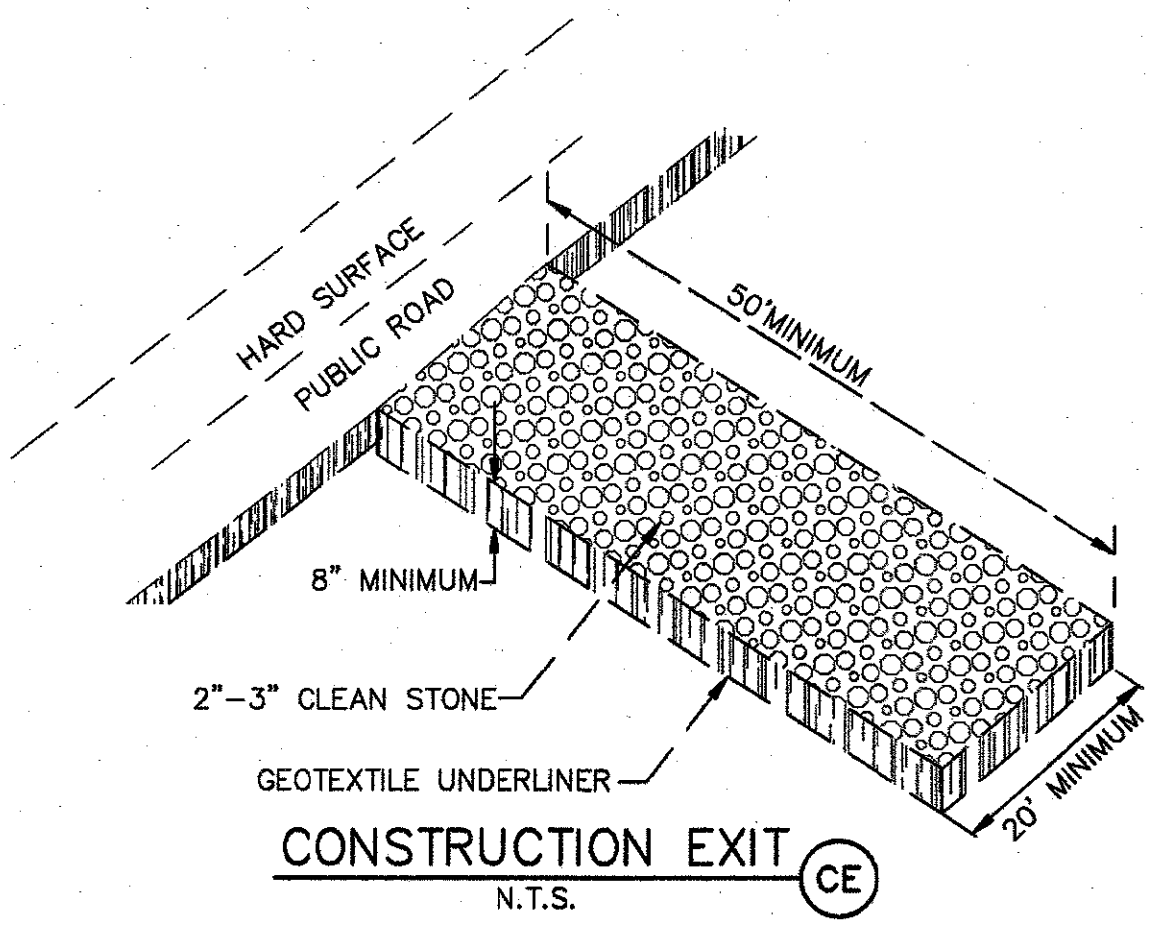 HARD SURFACE
PUBLIC ROAD
50'MINIMUM
8" MINIMUM
2"-3" CLEAN STONE
GEOTEXTILE UNDERLINER
20' MINIMUM
CONSTRUCTION EXIT
CE
N.T.S.